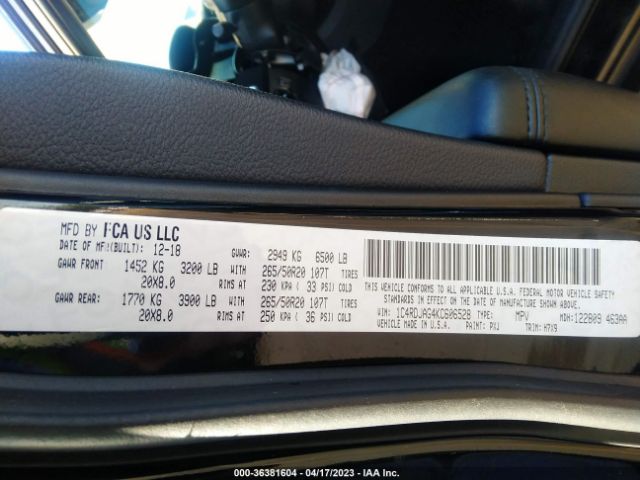 MFD BY FCA US LLC
DATE OF MFR(BUILT): 12-18 GVWR: 2949 KG 6500 LB
GAWR FRONT 1452 KG 3200 LB WITH 265/50R20 107T TIRES
20X8.0 RIMS AT 230 KPA ( 33 PSI) COLD
GAWR REAR: 1770 KG 3900 LB WITH 265/50R20 107T TIRES
20X8.0 RIMS AT 250 KPA ( 36 PSI) COLD
THIS VEHICLE CONFORMS TO ALL APPLICABLE U.S.A. FEDERAL MOTOR VEHICLE SAFETY
STANDARDS IN EFFECT ON THE DATE OF MANUFACTURE SHOWN ABOVE.
VIN: 1C4RDJAG4KC606528 TYPE: MPV MDH: 122809 463AA
MADE IN U.S.A. PAINT: PXJ TRIM: H7X9
000-36381604 - 04/17/2023 - IAA Inc.